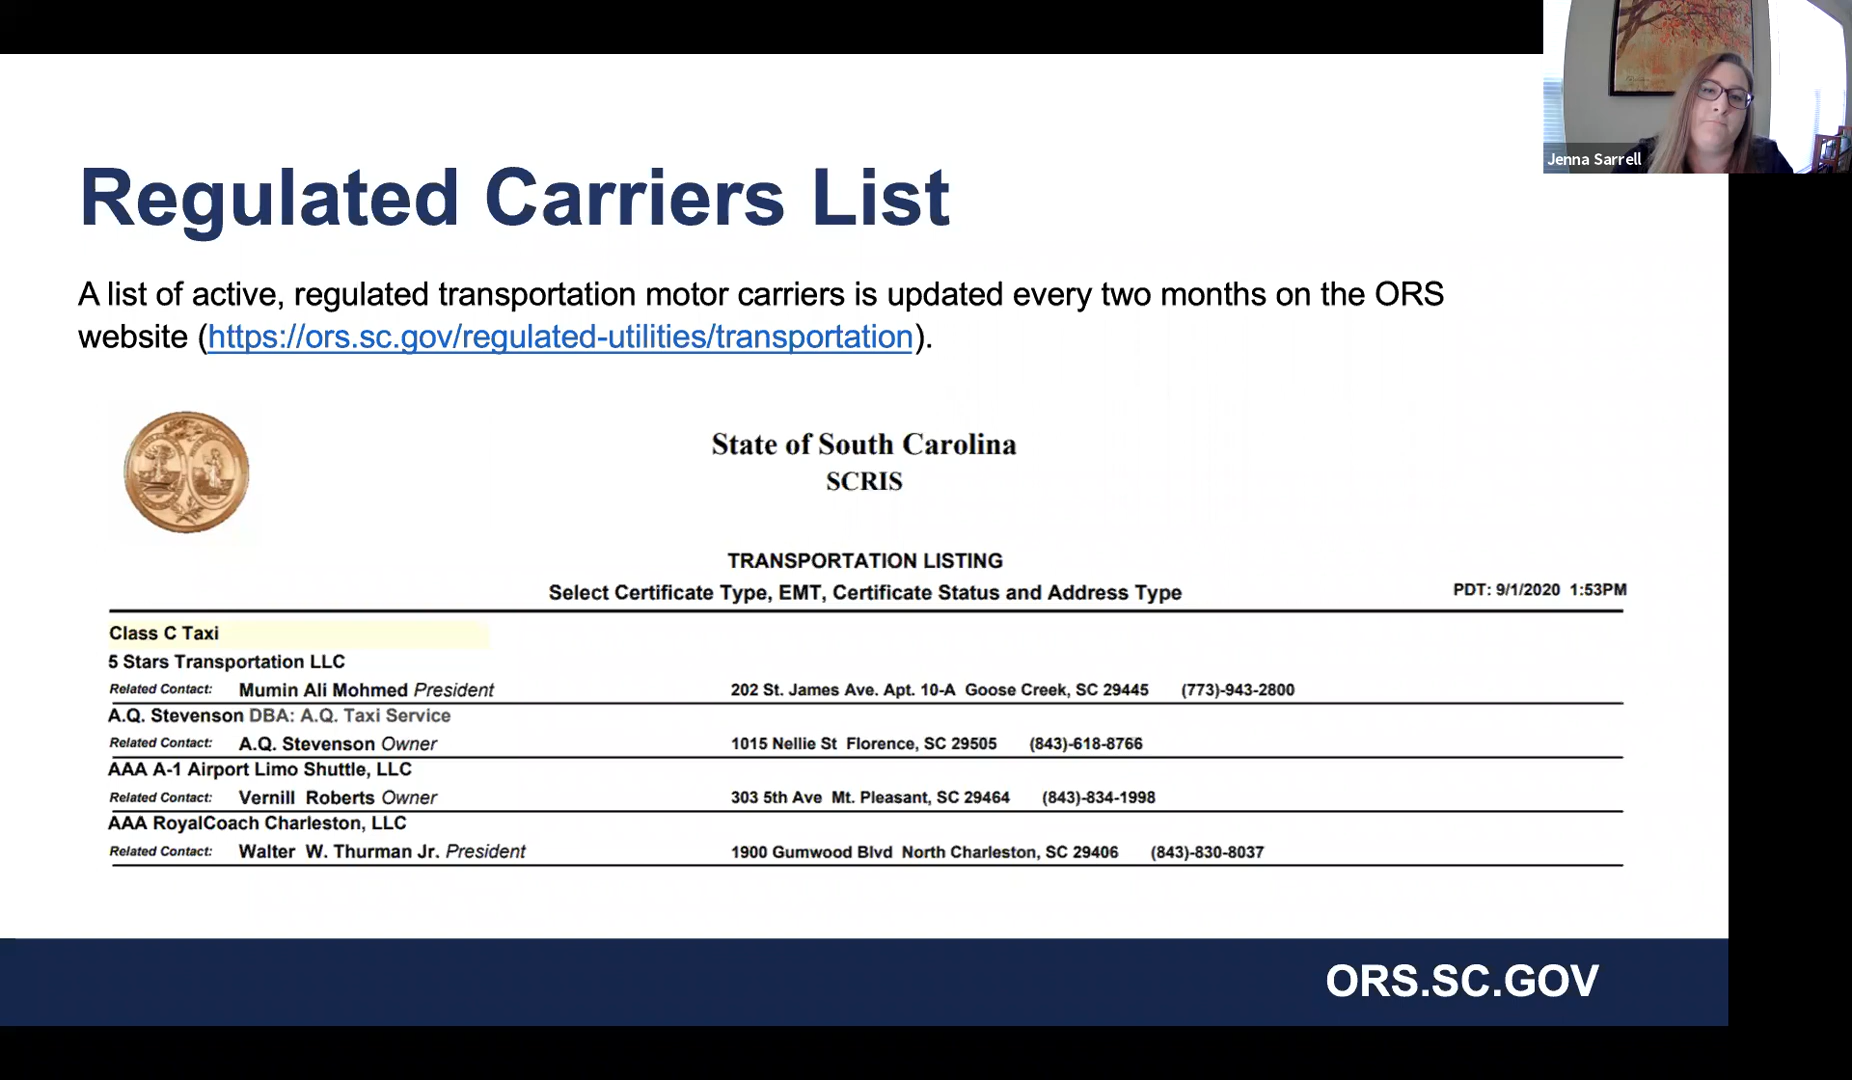 Jenna Sarrell
Regulated Carriers List
A list of active, regulated transportation motor carriers is updated every two months on the ORS
website (https://ors.sc.gov/regulated-utilities/transportation).
State of South Carolina
SCRIS
TRANSPORTATION LISTING
Select Certificate Type, EMT, Certificate Status and Address Type
PDT: 9/1/2020 1:53PM
Class C Taxi
5 Stars Transportation LLC
Related Contact: Mumin Ali Mohmed President 202 St. James Ave. Apt. 10-A Goose Creek, SC 29445 (773)-943-2800
A.Q. Stevenson DBA: A.Q. Taxi Service
Related Contact: A.Q. Stevenson Owner 1015 Nellie St Florence, SC 29505 (843)-618-8766
AAA A-1 Airport Limo Shuttle, LLC
Related Contact: Vernill Roberts Owner 303 5th Ave Mt. Pleasant, SC 29464 (843)-834-1998
AAA RoyalCoach Charleston, LLC
Related Contact: Walter W. Thurman Jr. President 1900 Gumwood Blvd North Charleston, SC 29406 (843)-830-8037
ORS.SC.GOV